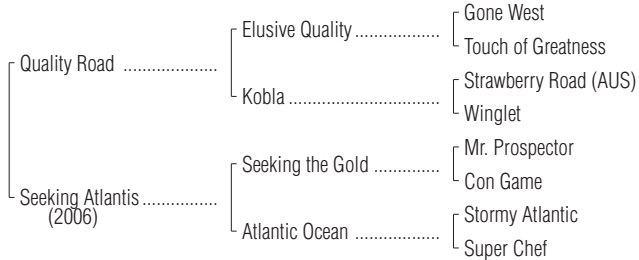 Gone West
Elusive Quality ..................
Touch of Greatness
Quality Road ....................
Strawberry Road (AUS)
Kobla ................................
Winglet
Mr. Prospector
Seeking the Gold ..............
Con Game
Seeking Atlantis ................
(2006)
Stormy Atlantic
Atlantic Ocean ..................
Super Chef